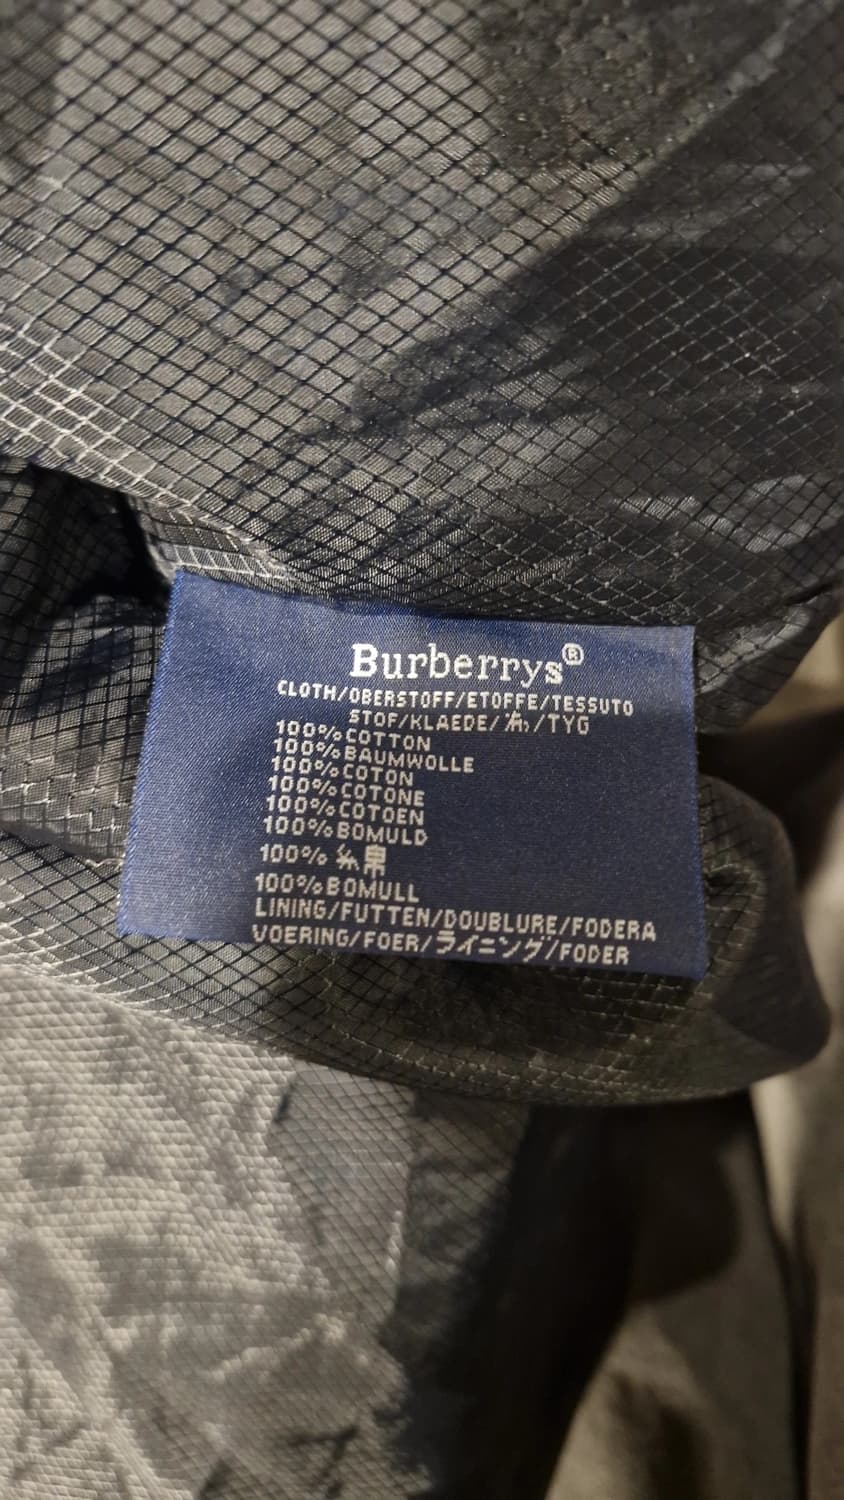 Burberrys®
CLOTH/OBERSTOFF/ETOFFE/TESSUTO
STOF/KLAEDE/布/TYG
100%COTTON
100%BAUMWOLLE
100%COTON
100%COTONE
100%COTOEN
100%BOMULD
100%
100%BOMULL
LINING/FUTTEN/DOUBLURE/FODERA
VOERING/FOER/ライニング/FODER